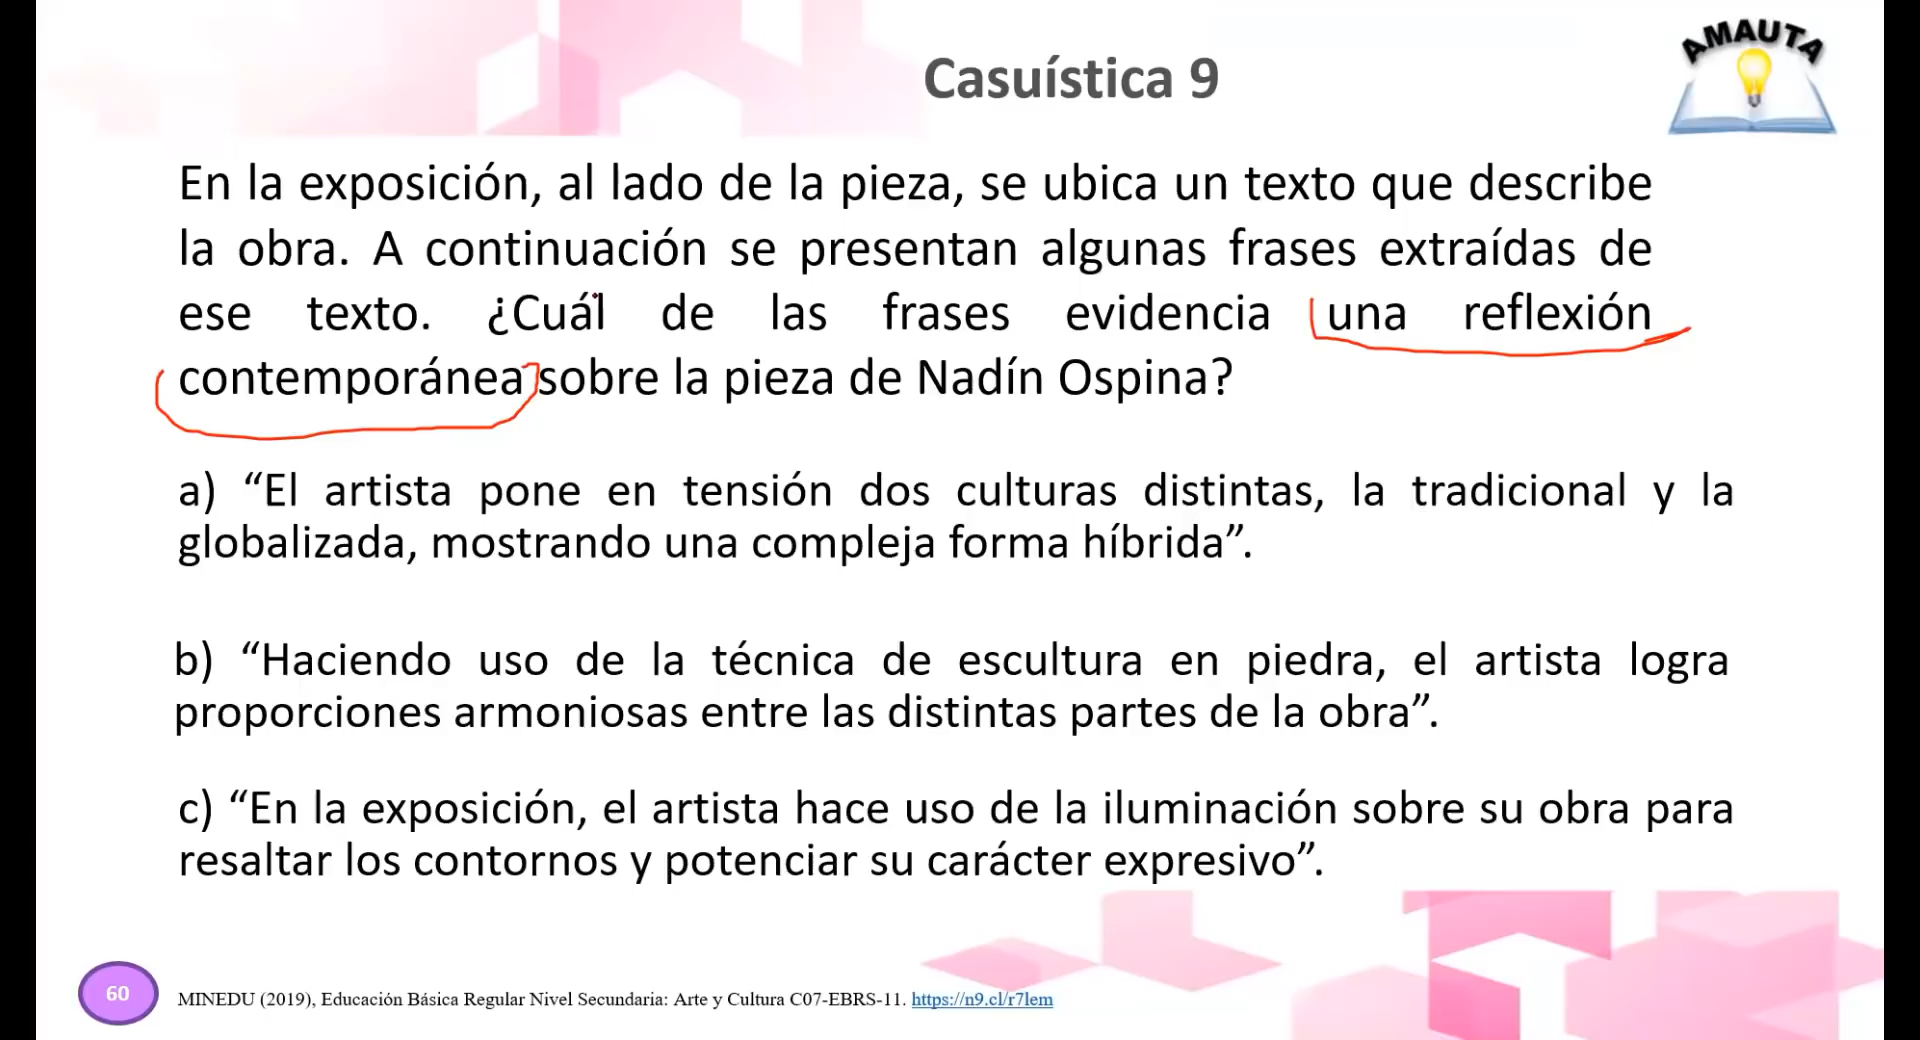 Casuística 9
AMAUTA
En la exposición, al lado de la pieza, se ubica un texto que describe
la obra. A continuación se presentan algunas frases extraídas de
ese texto. ¿Cuál de las frases evidencia una reflexión
contemporánea sobre la pieza de Nadín Ospina?
a) “El artista pone en tensión dos culturas distintas, la tradicional y la
globalizada, mostrando una compleja forma híbrida”.
b) “Haciendo uso de la técnica de escultura en piedra, el artista logra
proporciones armoniosas entre las distintas partes de la obra”.
c) “En la exposición, el artista hace uso de la iluminación sobre su obra para
resaltar los contornos y potenciar su carácter expresivo”.
60
MINEDU (2019), Educación Básica Regular Nivel Secundaria: Arte y Cultura C07-EBRS-11. https://n9.cl/r7lem